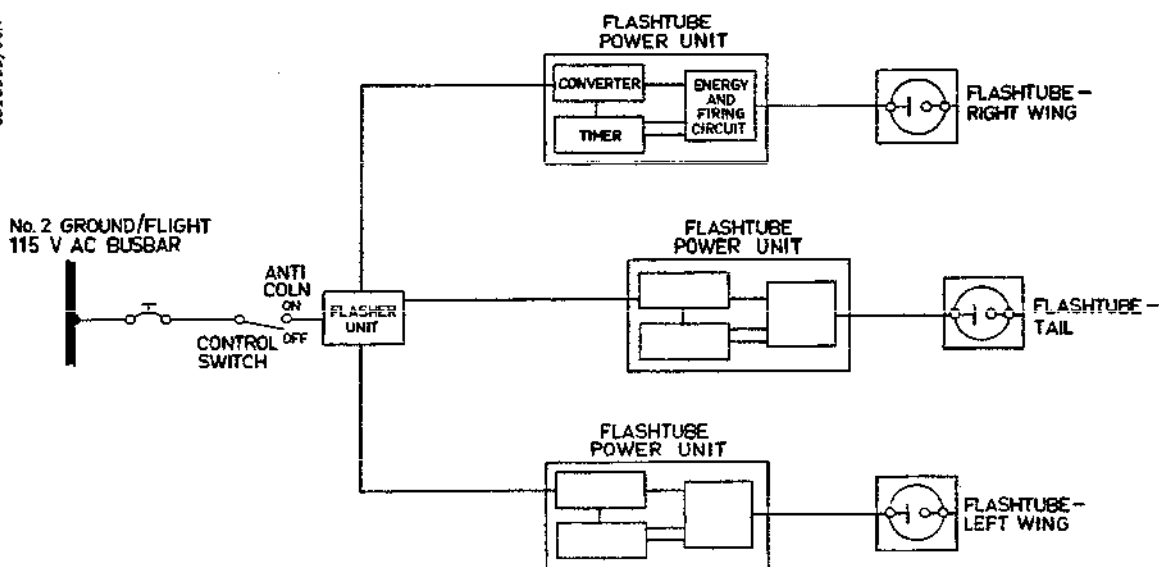 FLASHTUBE
POWER UNIT
CONVERTER
TIMER
ENERGY
AND
FIRING
CIRCUIT
FLASHTUBE –
RIGHT WING
No. 2 GROUND/FLIGHT
115 V AC BUSBAR
ANTI
COLN
ON
OFF
CONTROL
SWITCH
FLASHER
UNIT
FLASHTUBE
POWER UNIT
FLASHTUBE –
TAIL
FLASHTUBE
POWER UNIT
FLASHTUBE –
LEFT WING